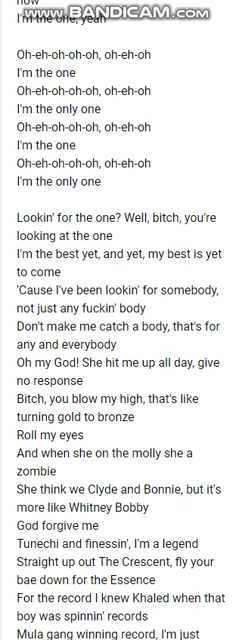 now
www.BANDICAM.com
I'm the one, yeah
Oh-eh-oh-oh-oh, oh-eh-oh
I'm the one
Oh-eh-oh-oh-oh, oh-eh-oh
I'm the only one
Oh-eh-oh-oh-oh, oh-eh-oh
I'm the one
Oh-eh-oh-oh-oh, oh-eh-oh
I'm the only one
Lookin' for the one? Well, bitch, you're
looking at the one
I'm the best yet, and yet, my best is yet
to come
'Cause I've been lookin' for somebody,
not just any fuckin' body
Don't make me catch a body, that's for
any and everybody
Oh my God! She hit me up all day, give
no response
Bitch, you blow my high, that's like
turning gold to bronze
Roll my eyes
And when she on the molly she a
zombie
She think we Clyde and Bonnie, but it's
more like Whitney Bobby
God forgive me
Tunechi and finessin', I'm a legend
Straight up out The Crescent, fly your
bae down for the Essence
For the record I knew Khaled when that
boy was spinnin' records
Mula gang winning record, I'm just